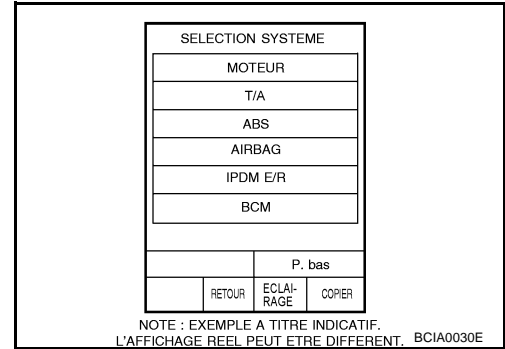 SELECTION SYSTEME
MOTEUR
T/A
ABS
AIRBAG
IPDM E/R
BCM
P. bas
RETOUR
ECLAI-
RAGE
COPIER
NOTE : EXEMPLE A TITRE INDICATIF.
L'AFFICHAGE REEL PEUT ETRE DIFFERENT.
BCIA0030E